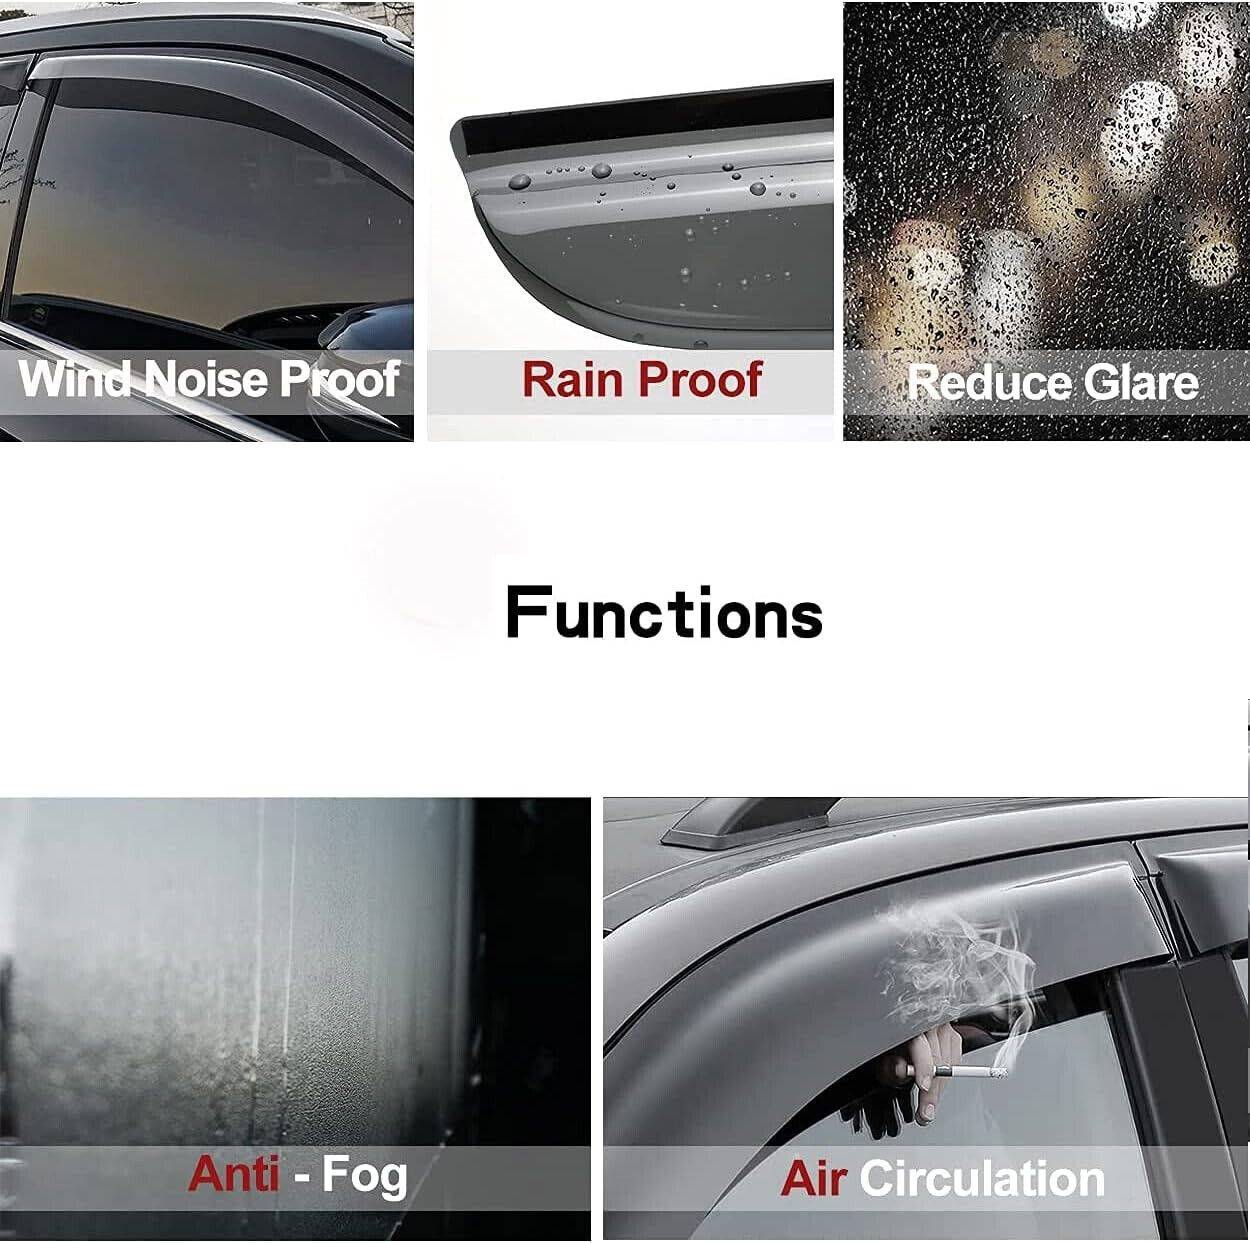 Wind Noise Proof
Rain Proof
Reduce Glare
Functions
Anti - Fog
Air Circulation